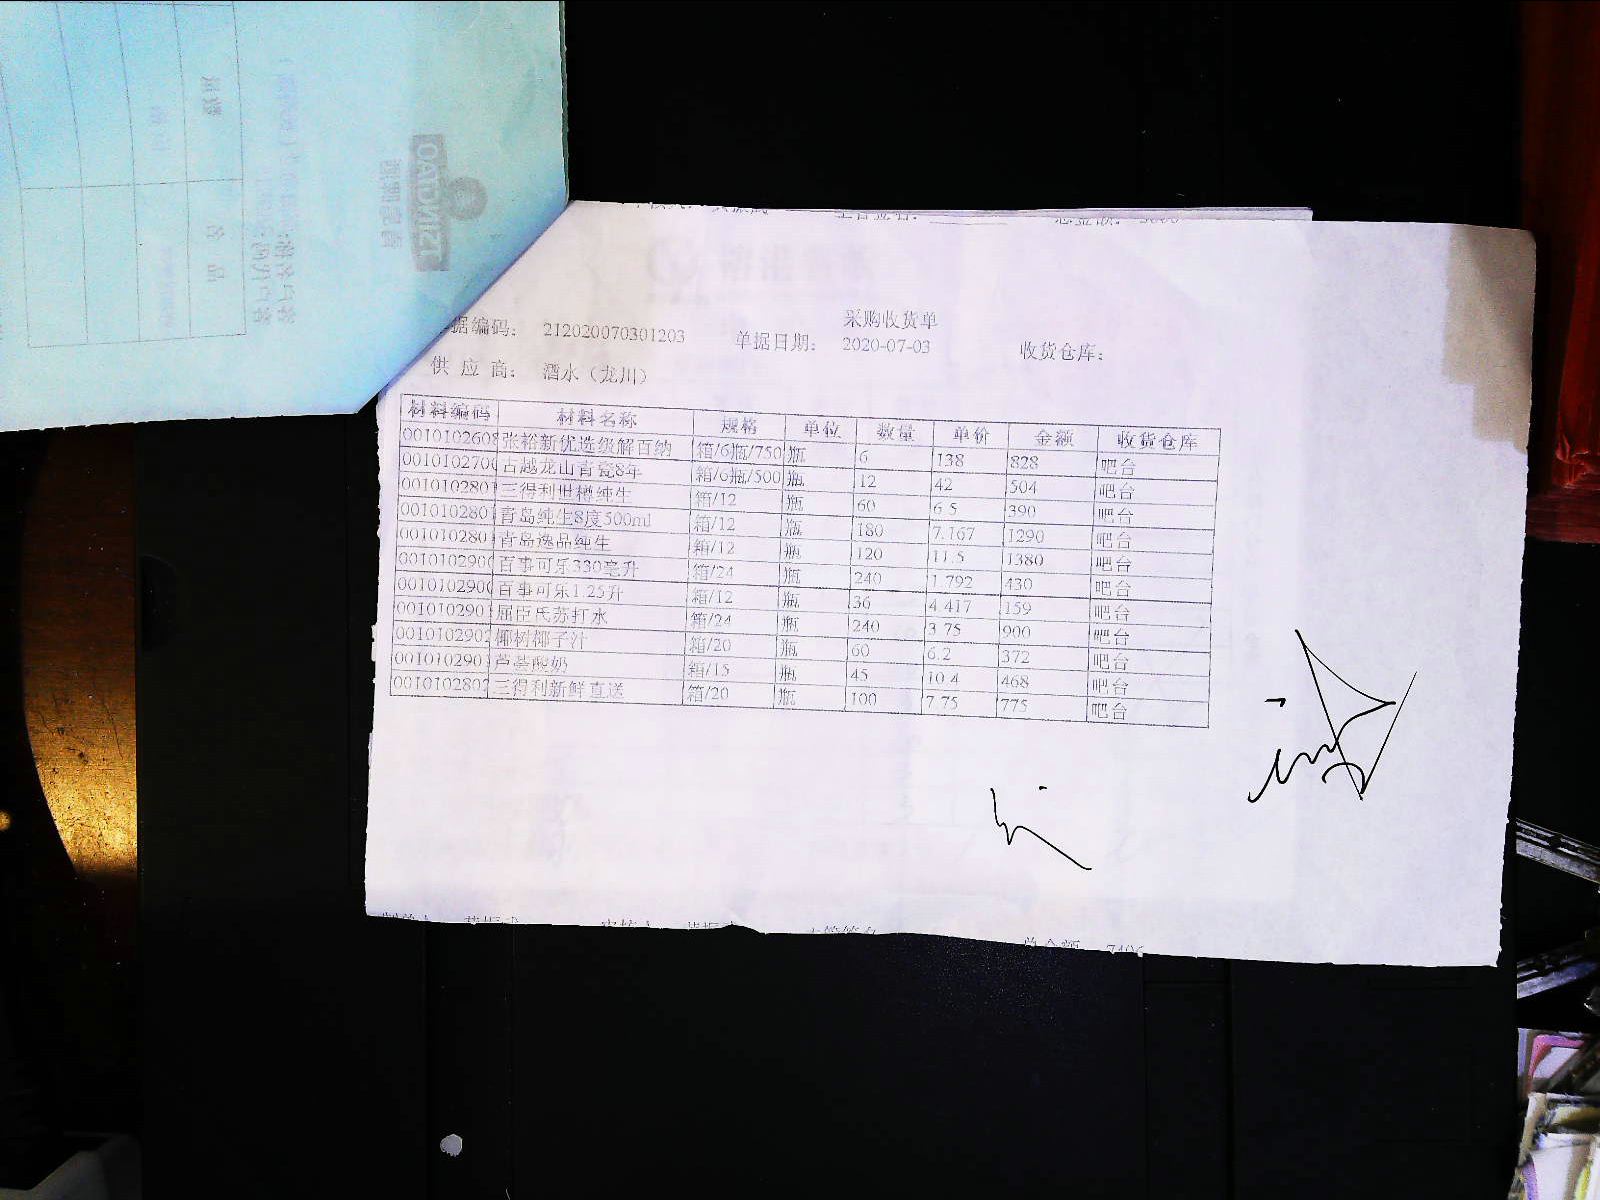 采购收货单
据编码: 212020070301203 单据日期: 2020-07-03 收货仓库:
供 应 商: 酒水（龙川）
材料编码 材料名称 规格 单位 数量 单价 金额 收货仓库
0010102608 张裕新优选级解百纳 箱/6瓶/750 瓶 6 138 828 吧台
001010270 古越龙山青瓷8年 箱/6瓶/500 瓶 12 42 504 吧台
001010280 三得利世樽纯生 箱/12 瓶 60 6.5 390 吧台
001010280 青岛纯生8度500ml 箱/12 瓶 180 7.167 1290 吧台
001010280 青岛逸品纯生 箱/12 瓶 120 11.5 1380 吧台
001010290 百事可乐330毫升 箱/24 瓶 240 1.792 430 吧台
001010290 百事可乐1.25升 箱/12 瓶 36 4.417 159 吧台
001010290 屈臣氏苏打水 箱/24 瓶 240 3.75 900 吧台
001010290 椰树椰子汁 箱/20 瓶 60 6.2 372 吧台
001010290 芦荟酸奶 箱/15 瓶 45 10.4 468 吧台
001010280 三得利新鲜直送 箱/20 瓶 100 7.75 775 吧台